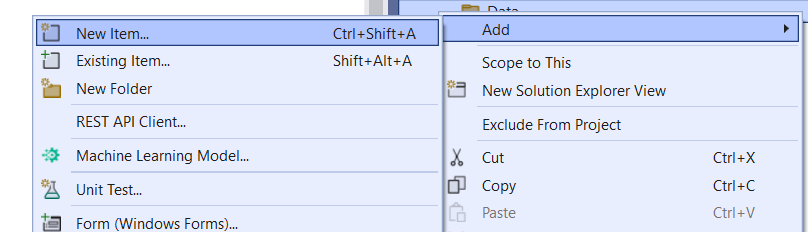 Data
New Item... Ctrl+Shift+A
Existing Item... Shift+Alt+A
New Folder
REST API Client...
Machine Learning Model...
Unit Test...
Form (Windows Forms)...
Add
Scope to This
New Solution Explorer View
Exclude From Project
Cut Ctrl+X
Copy Ctrl+C
Paste Ctrl+V